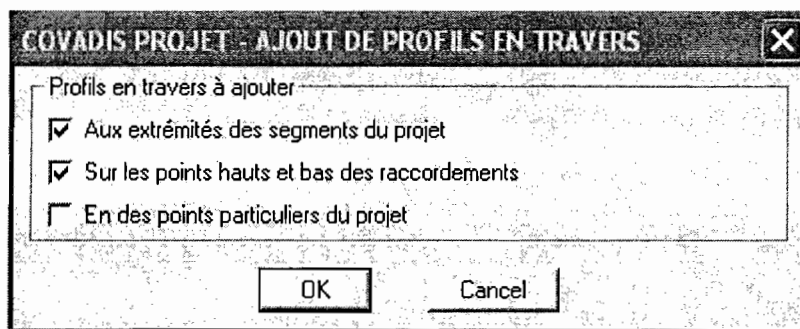 COVADIS PROJET - AJOUT DE PROFILS EN TRAVERS
Profils en travers à ajouter
Aux extrémités des segments du projet
Sur les points hauts et bas des raccordements
En des points particuliers du projet
OK
Cancel